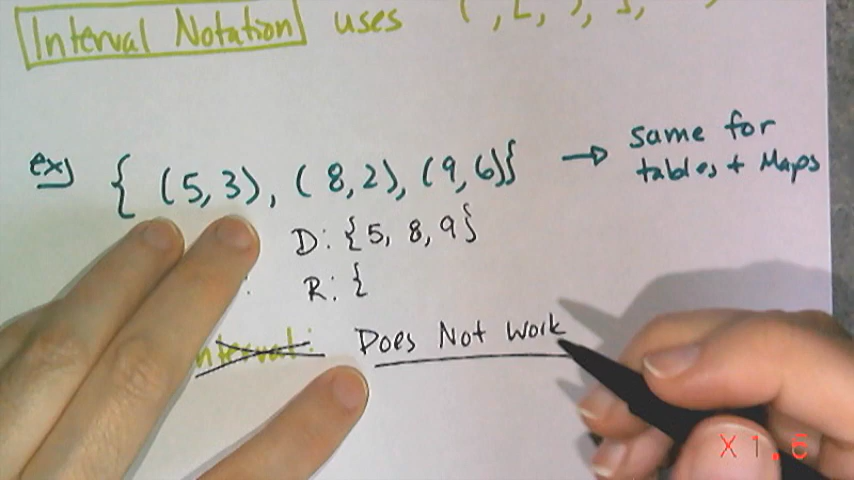 Interval Notation uses ( , [, ), ],
ex) { (5,3), (8,2), (9,6)} → same for
tables + Maps
D: {5, 8, 9}
R: {
nterval:
Does Not Work
X1.6